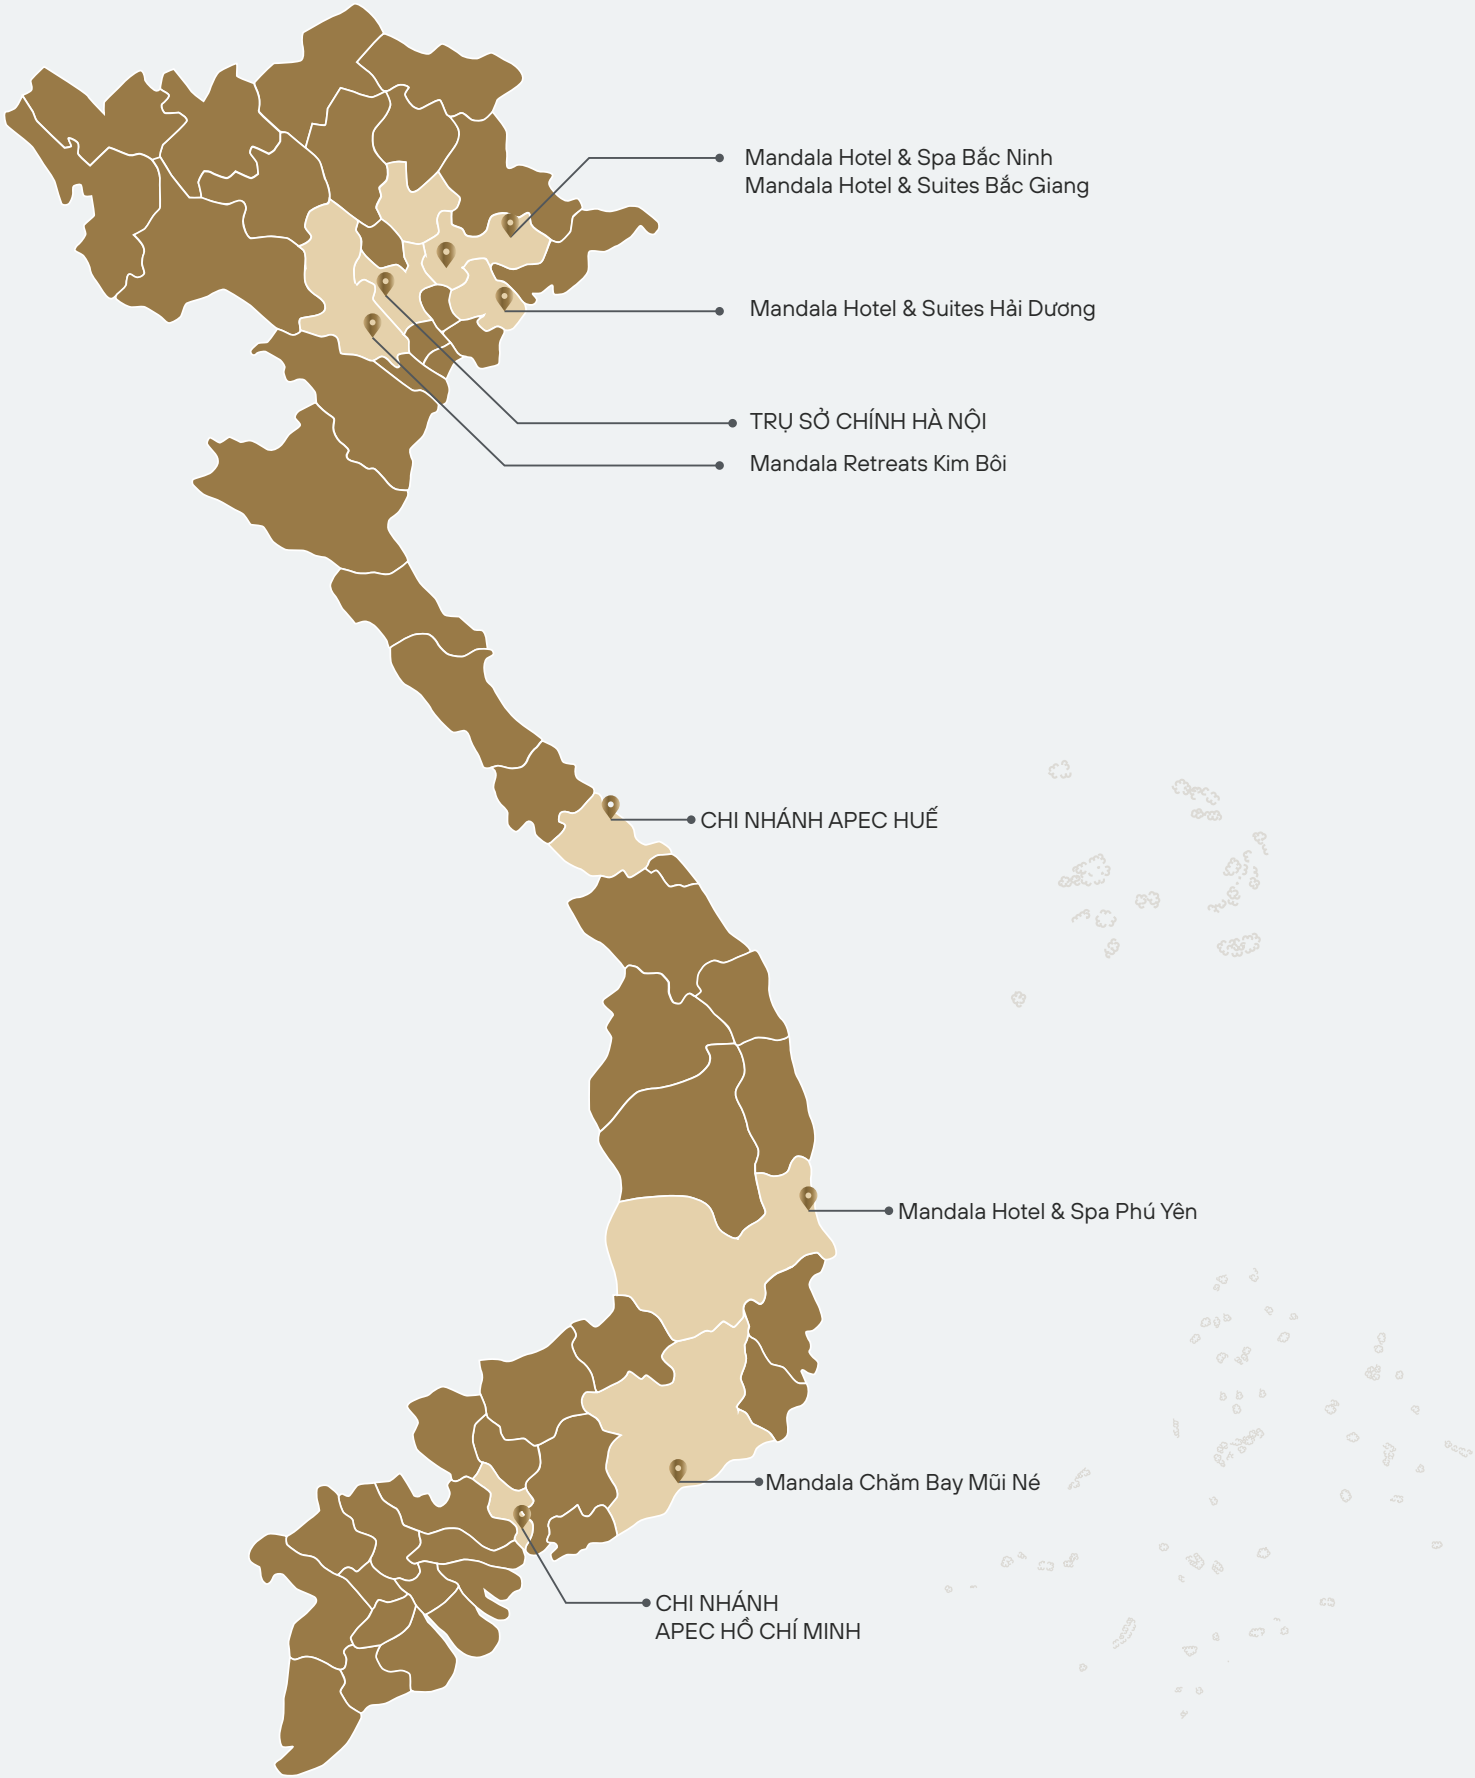 Mandala Hotel & Spa Bắc Ninh
Mandala Hotel & Suites Bắc Giang
Mandala Hotel & Suites Hải Dương
TRỤ SỞ CHÍNH HÀ NỘI
Mandala Retreats Kim Bôi
CHI NHÁNH APEC HUẾ
Mandala Hotel & Spa Phú Yên
Mandala Chăm Bay Mũi Né
CHI NHÁNH
APEC HỒ CHÍ MINH